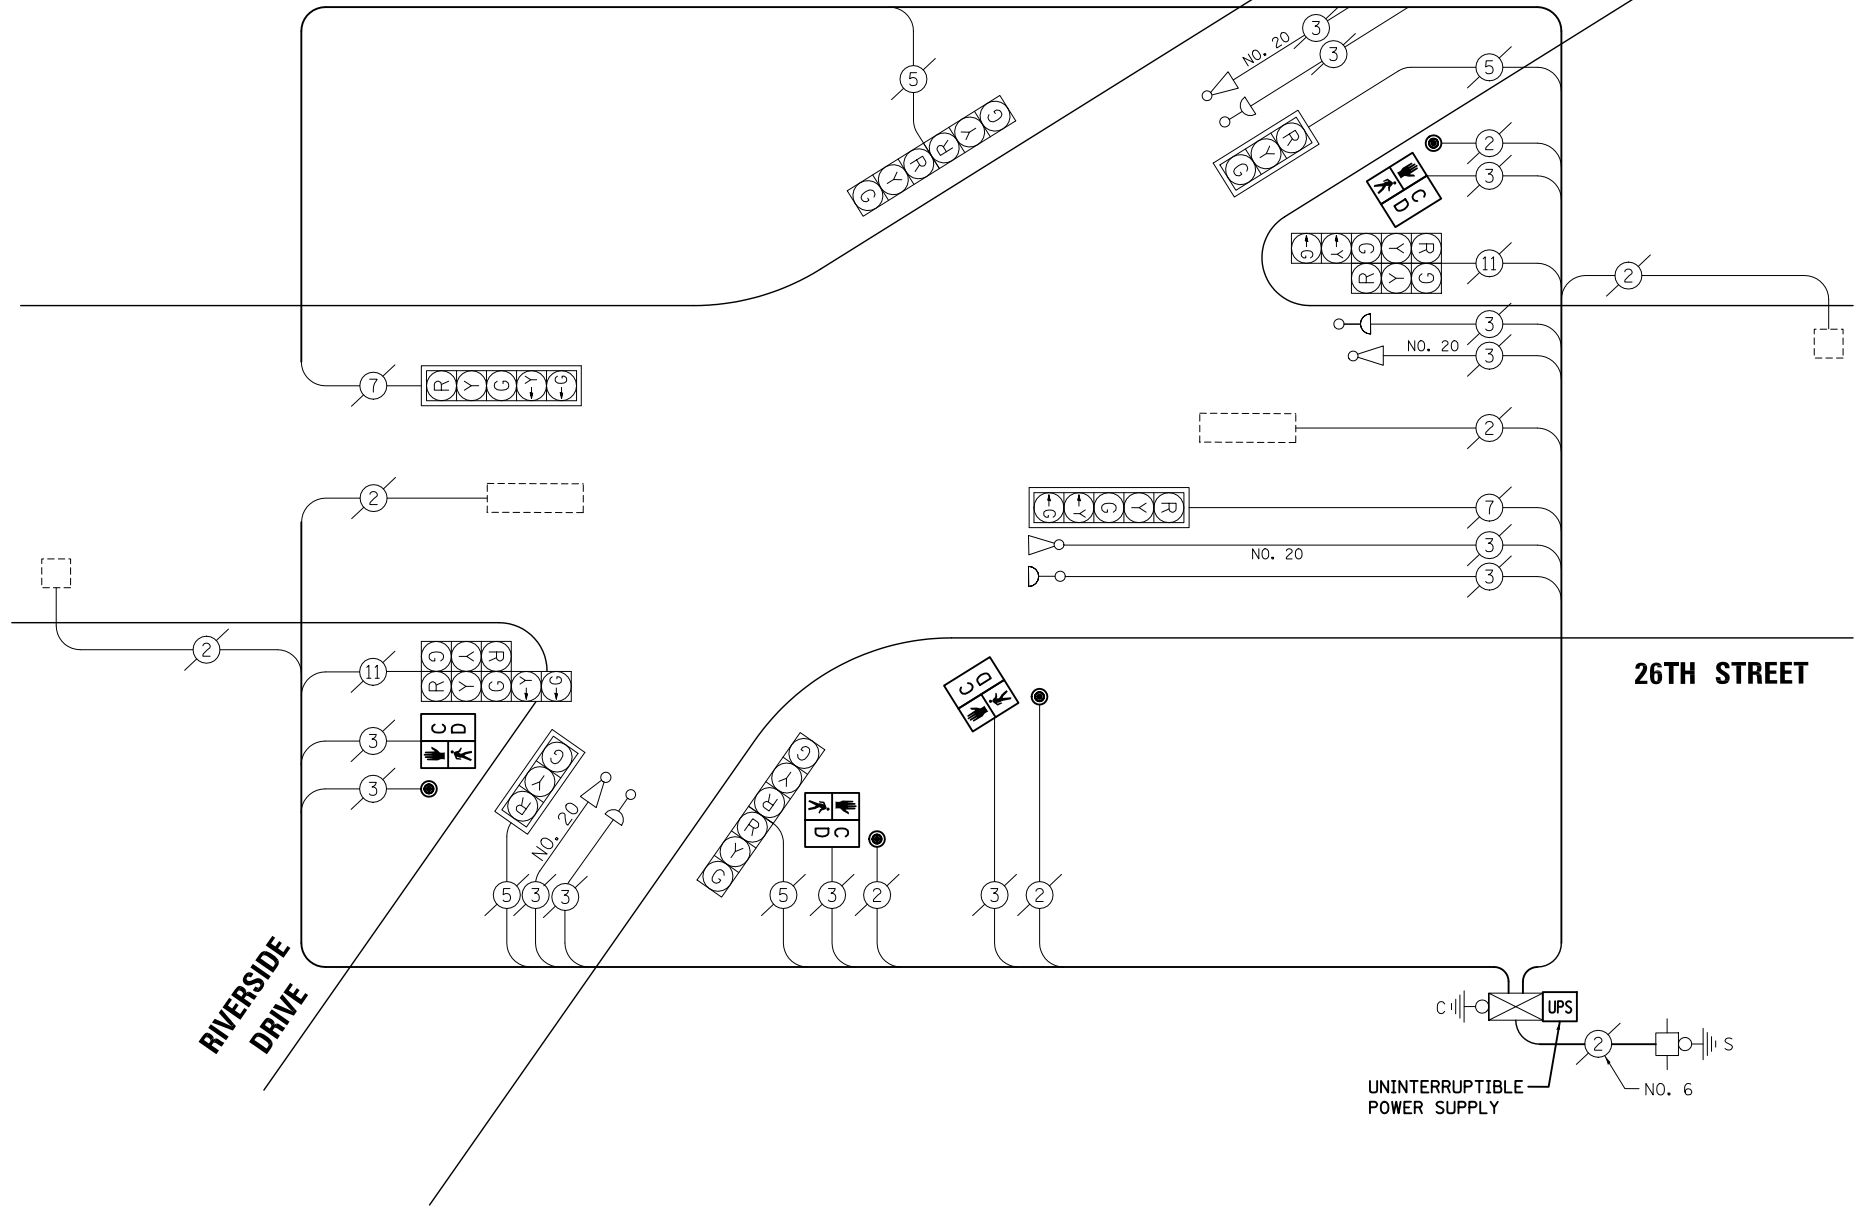 NO. 20
3
3
5
5
G Y R R Y G
G Y R
2
3
C
D
G Y G Y R
R Y G
11
2
3
NO. 20
3
7
R Y G Y G
2
2
G Y G Y R
7
3
NO. 20
3
2
11
G Y R
R Y G Y G
3
C D
3
R Y G
NO. 20
5
3
3
G Y R R Y G
C D
5
3
2
D
C
3
2
26TH STREET
RIVERSIDE
DRIVE
C
UPS
2
S
NO. 6
UNINTERRUPTIBLE
POWER SUPPLY